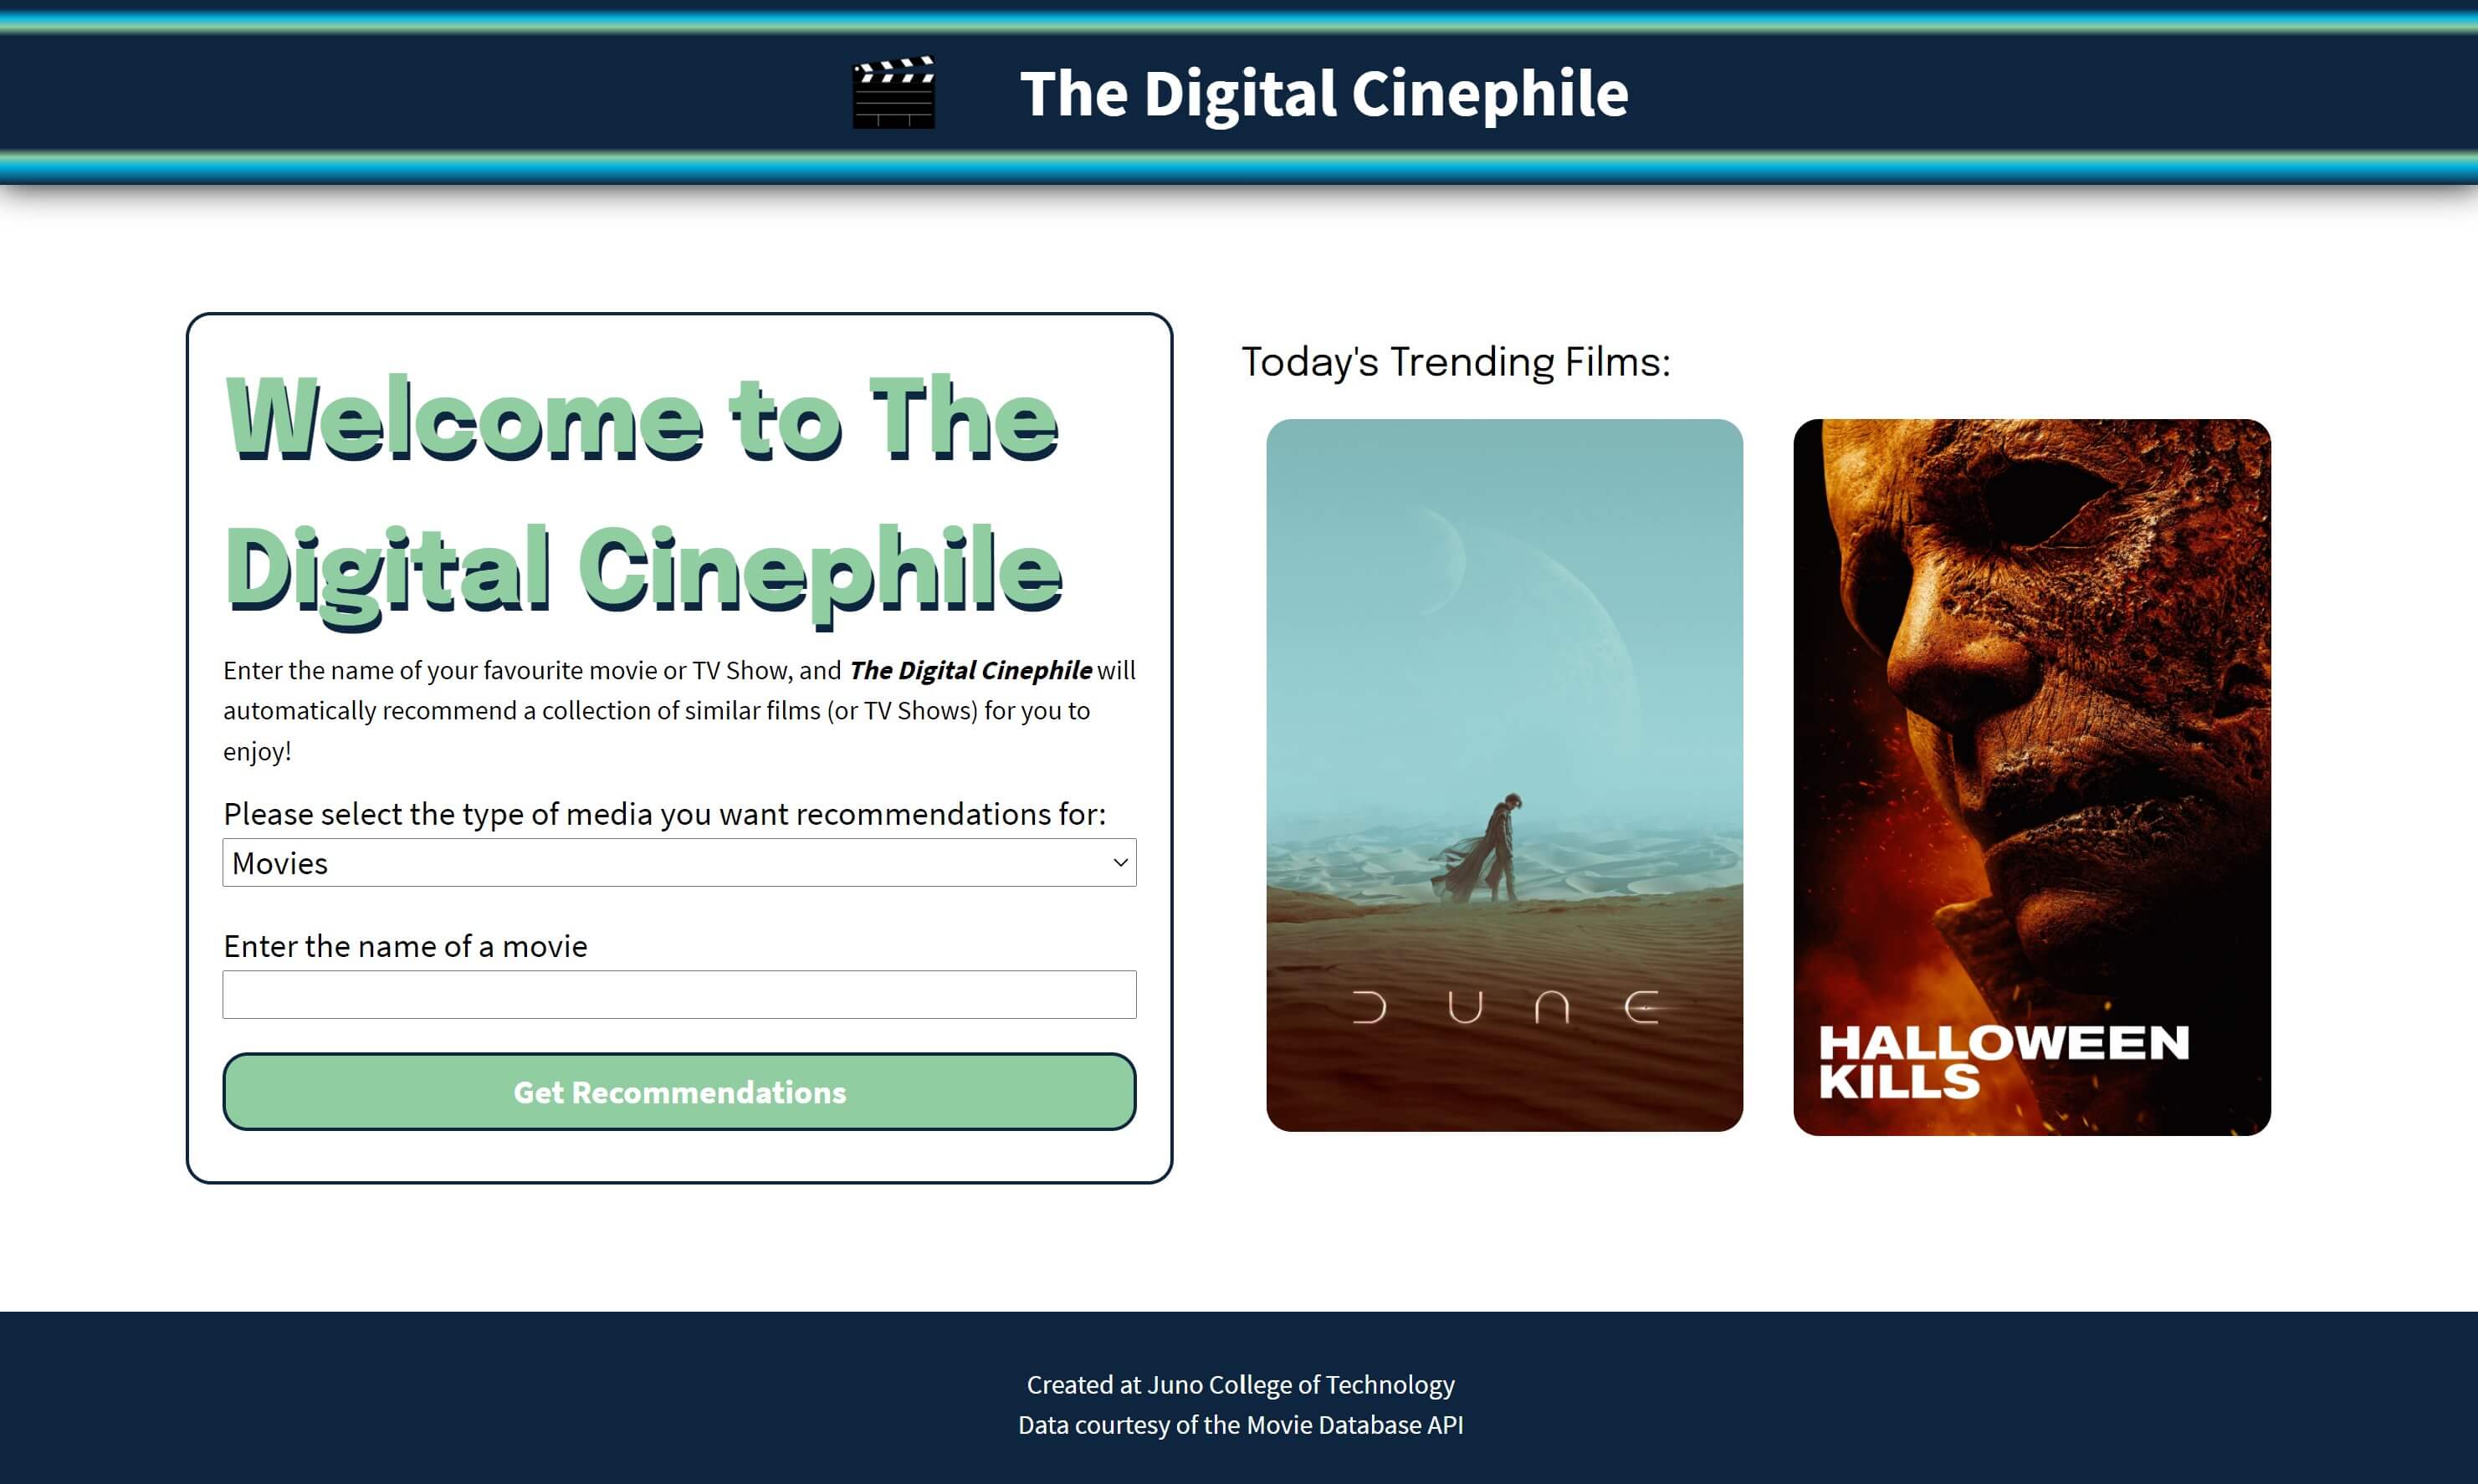 The Digital Cinephile
Welcome to The
Digital Cinephile
Enter the name of your favourite movie or TV Show, and The Digital Cinephile will
automatically recommend a collection of similar films (or TV Shows) for you to
enjoy!
Please select the type of media you want recommendations for:
Movies
Enter the name of a movie
Get Recommendations
Today's Trending Films:
DUNE
HALLOWEEN
KILLS
Created at Juno College of Technology
Data courtesy of the Movie Database API